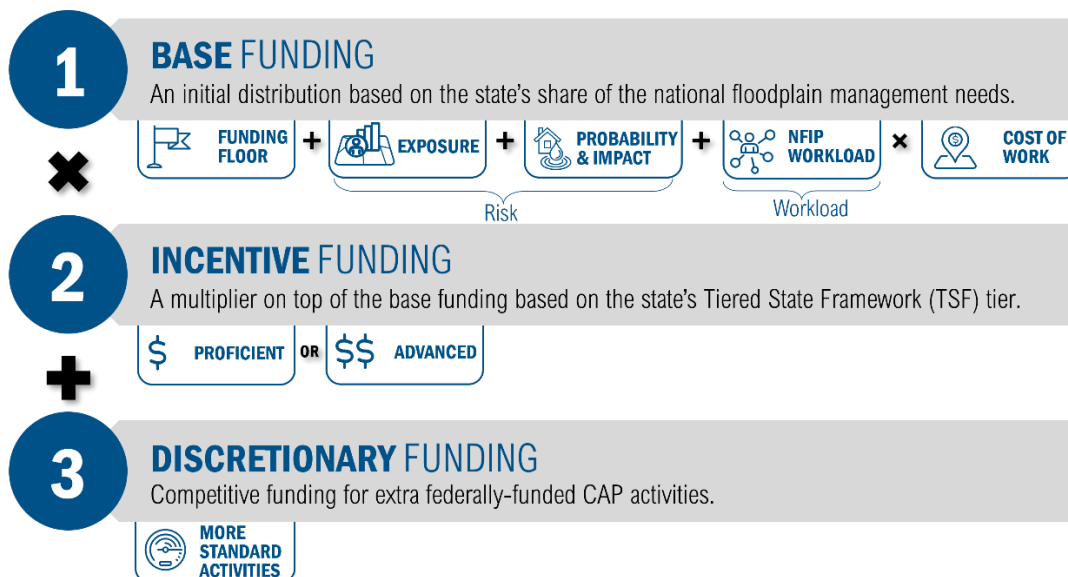 1
BASE FUNDING
An initial distribution based on the state's share of the national floodplain management needs.
FUNDING
FLOOR
+
EXPOSURE
+
PROBABILITY
& IMPACT
+
NFIP
WORKLOAD
×
COST OF
WORK
Risk
Workload
×
2
INCENTIVE FUNDING
A multiplier on top of the base funding based on the state's Tiered State Framework (TSF) tier.
$ PROFICIENT
OR
$$ ADVANCED
+
3
DISCRETIONARY FUNDING
Competitive funding for extra federally-funded CAP activities.
MORE
STANDARD
ACTIVITIES